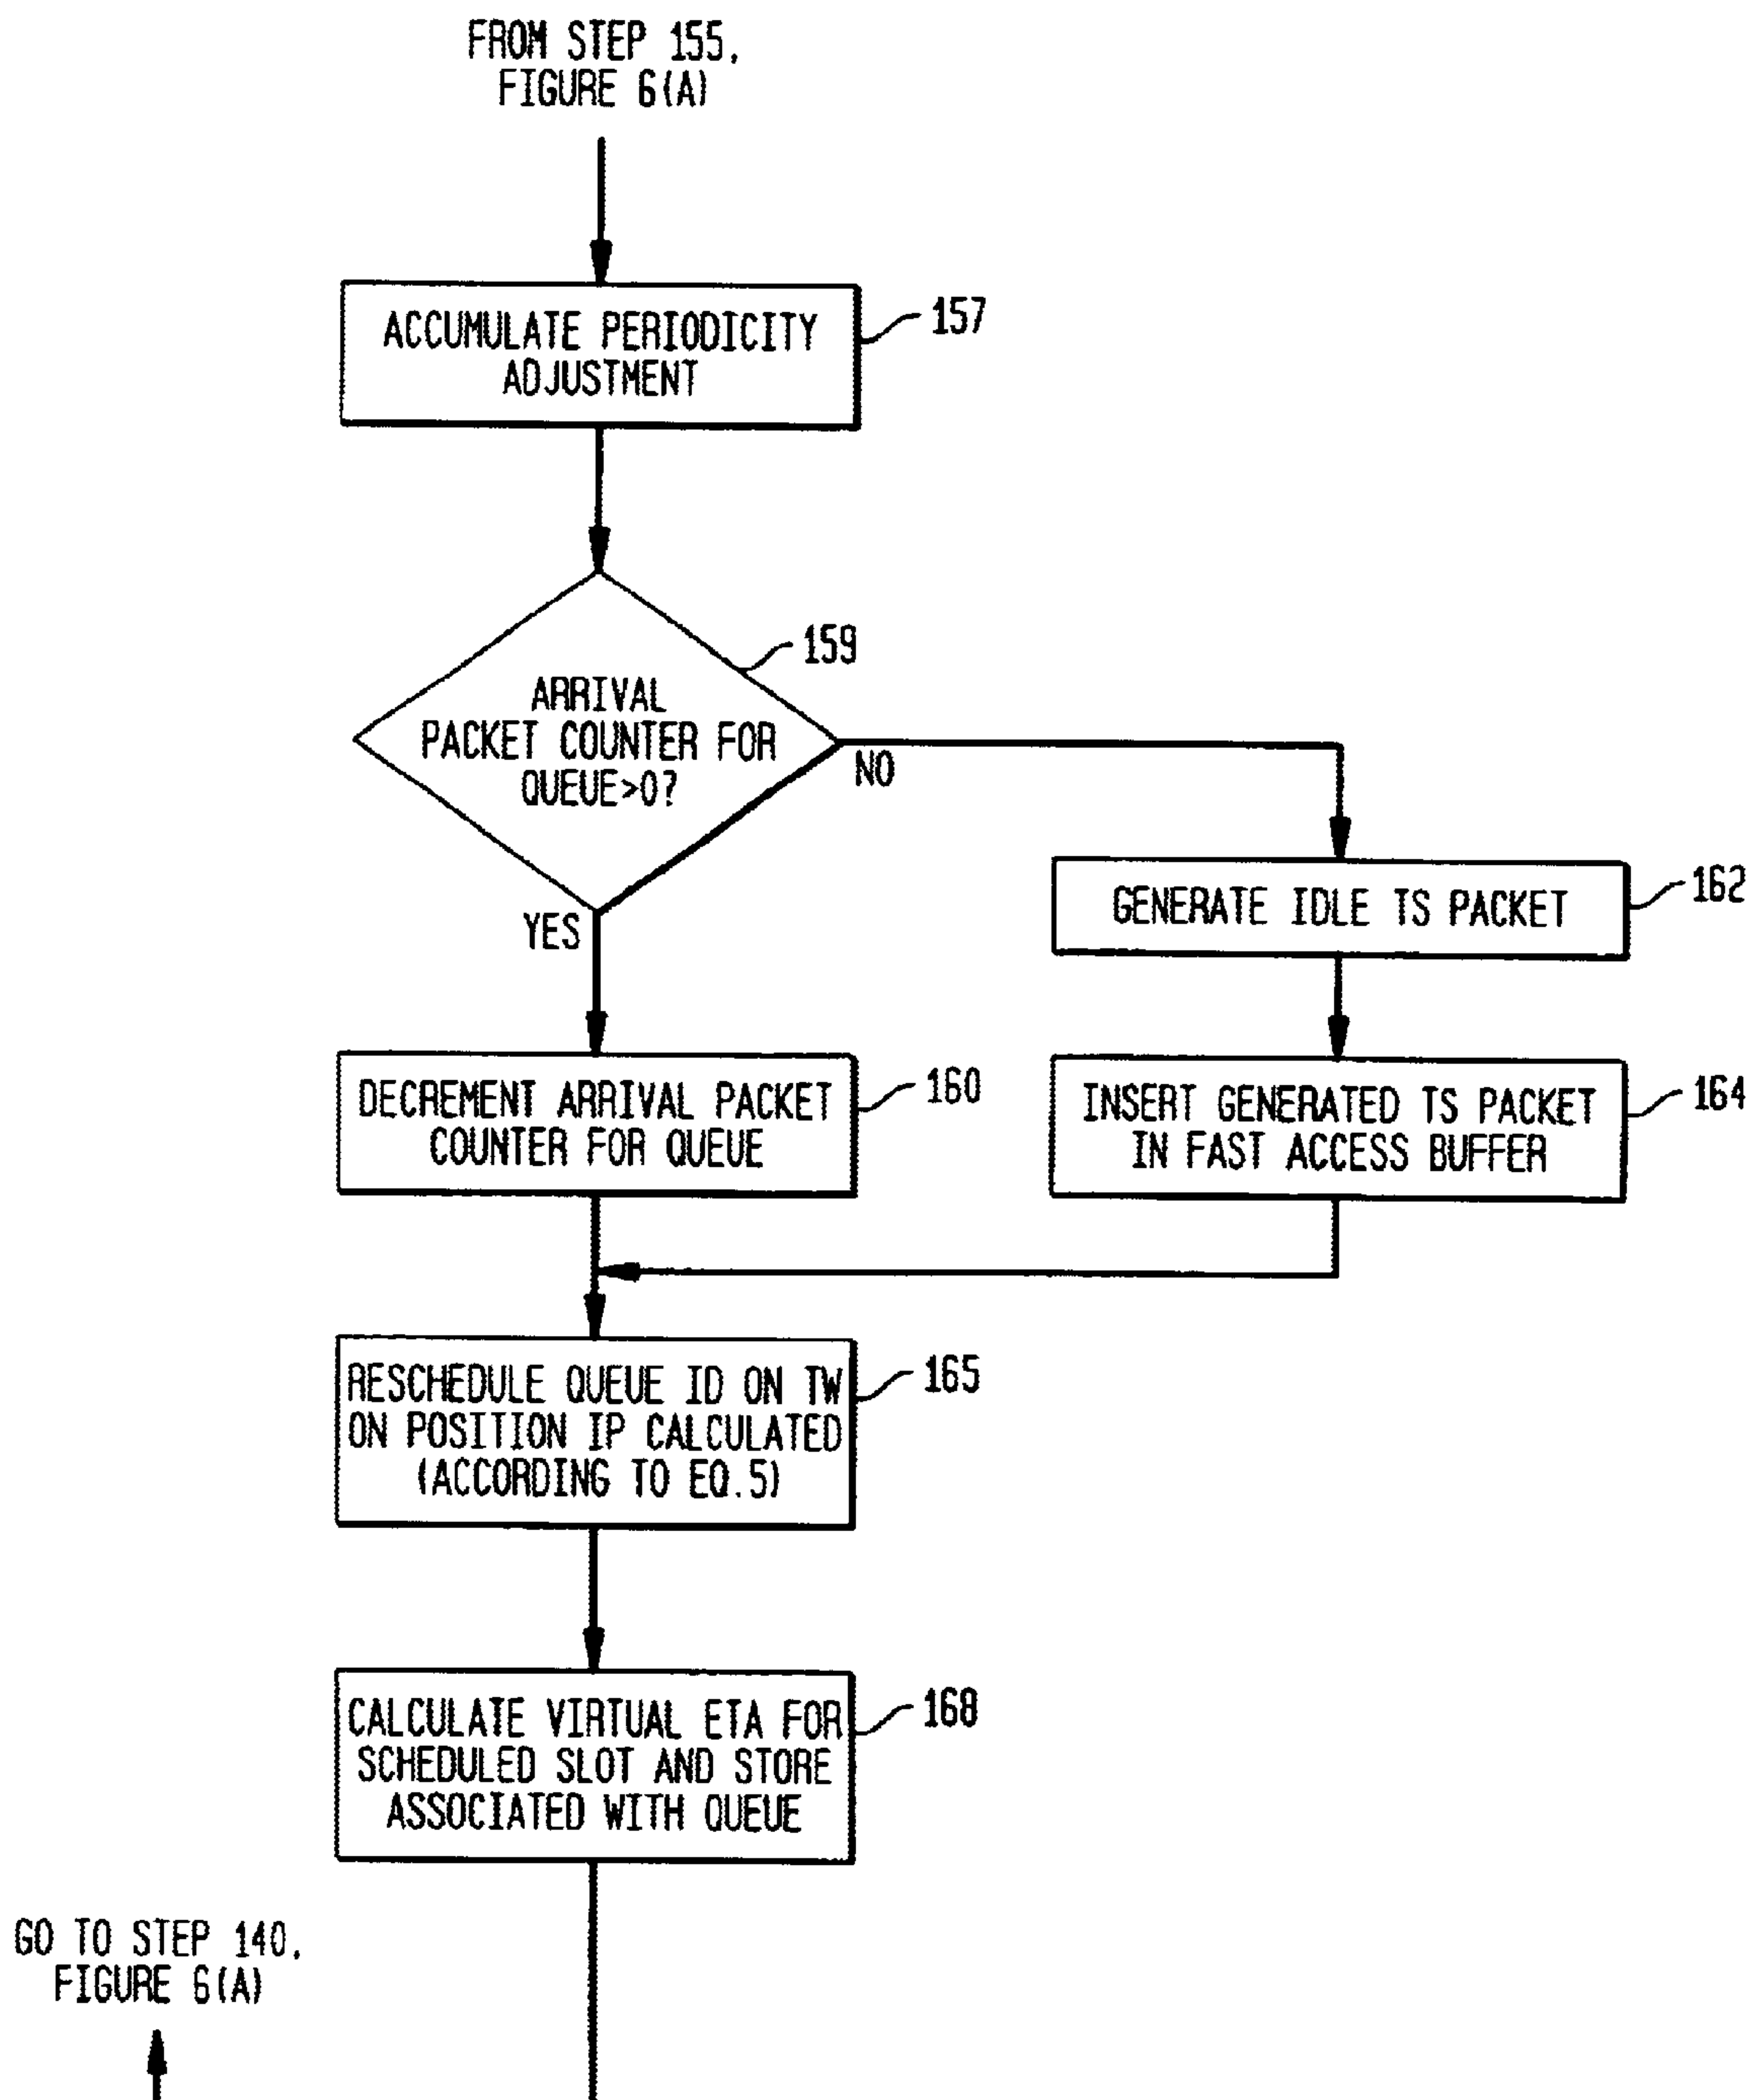 FROM STEP 155,
FIGURE 6(A)
ACCUMULATE PERIODICITY
ADJUSTMENT
157
ARRIVAL
PACKET COUNTER FOR
QUEUE>0?
159
NO
YES
GENERATE IDLE TS PACKET
162
DECREMENT ARRIVAL PACKET
COUNTER FOR QUEUE
160
INSERT GENERATED TS PACKET
IN FAST ACCESS BUFFER
164
RESCHEDULE QUEUE ID ON TW
ON POSITION IP CALCULATED
(ACCORDING TO EQ.5)
165
CALCULATE VIRTUAL ETA FOR
SCHEDULED SLOT AND STORE
ASSOCIATED WITH QUEUE
168
GO TO STEP 140,
FIGURE 6(A)